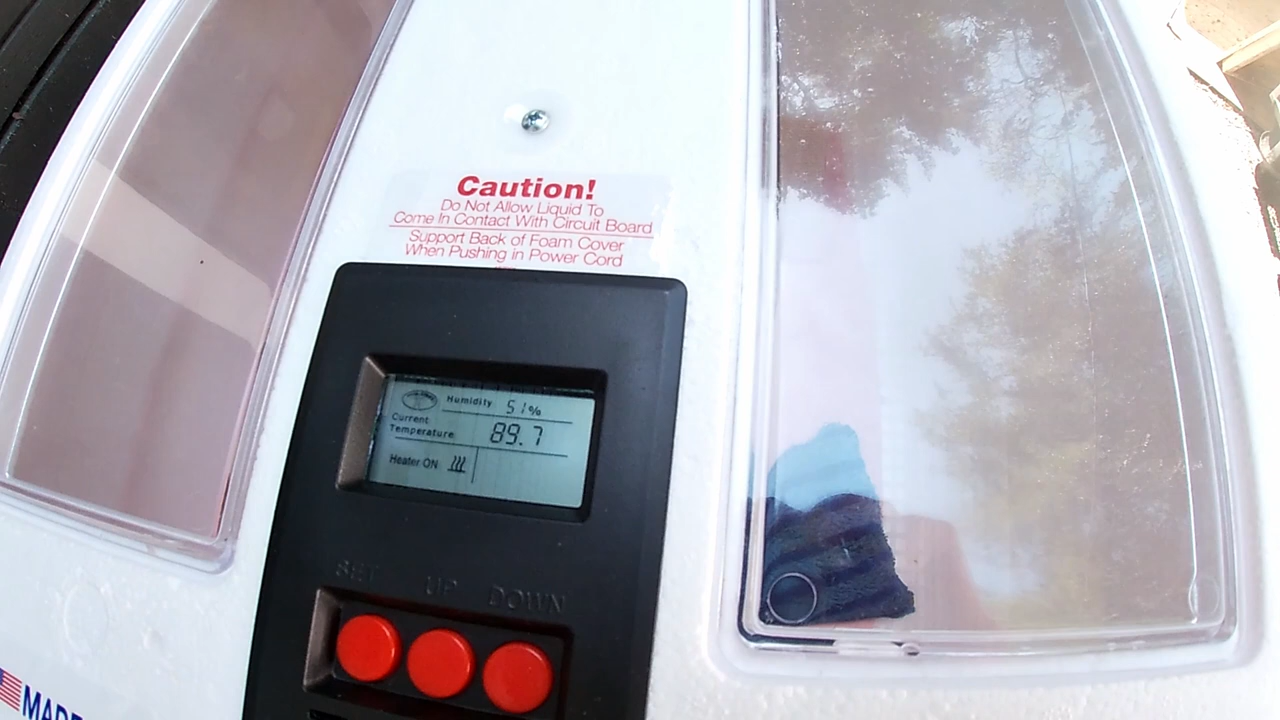 Caution!
Do Not Allow Liquid To
Come In Contact With Circuit Board
Support Back of Foam Cover
When Pushing in Power Cord
Humidity 51%
Current
Temperature 89.7
Heater ON
SET UP DOWN
MADE